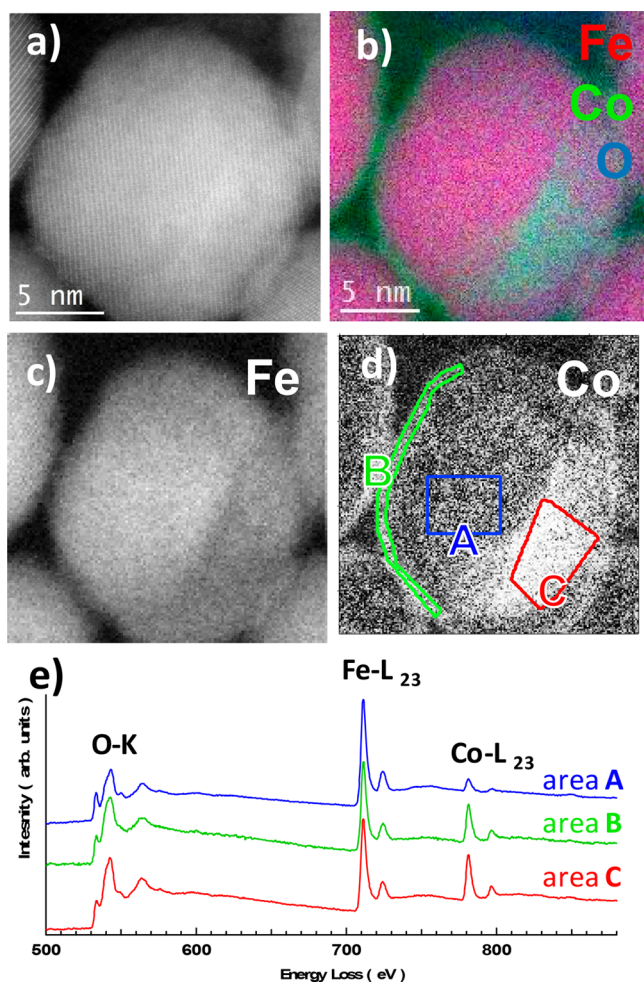 a)
5 nm
b)
Fe
Co
O
5 nm
c)
Fe
d)
Co
B
A
C
e)
Fe-L 23
O-K
Co-L 23
area A
area B
area C
Intesnity ( arb. units)
500 600 700 800
Energy Loss ( eV)